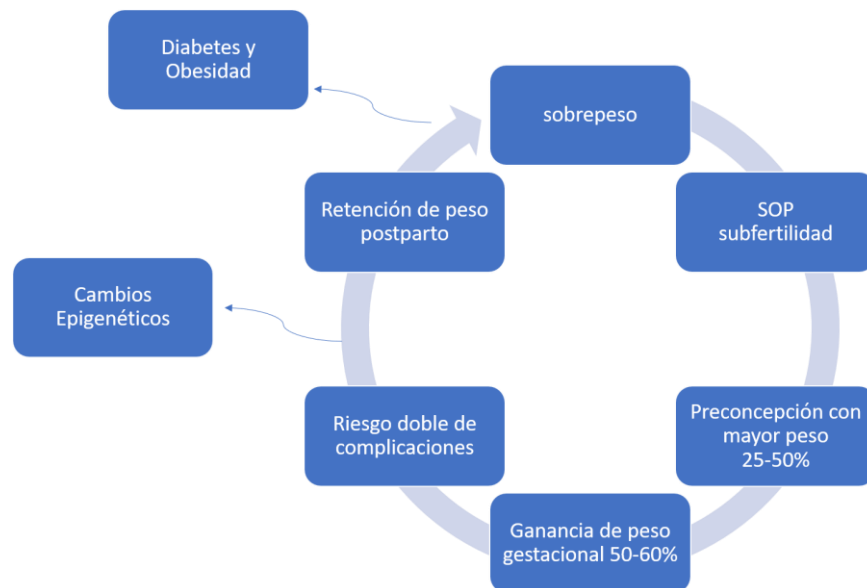 Diabetes y
Obesidad
sobrepeso
SOP
subfertilidad
Preconcepción con
mayor peso
25-50%
Ganancia de peso
gestacional 50-60%
Riesgo doble de
complicaciones
Cambios
Epigenéticos
Retención de peso
postparto